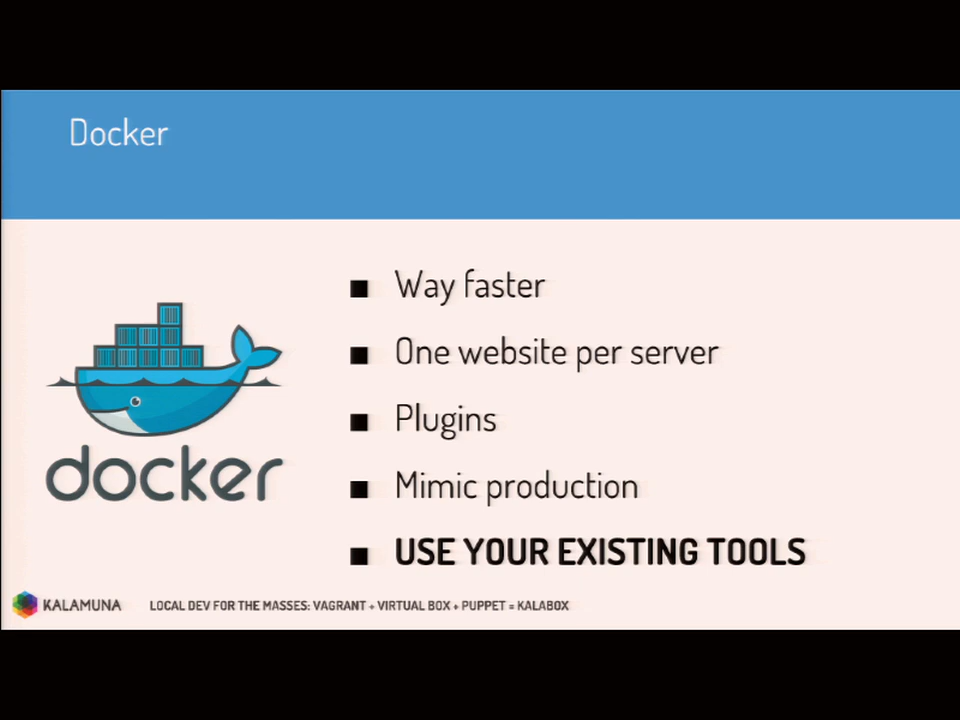 Docker
Way faster
One website per server
Plugins
Mimic production
USE YOUR EXISTING TOOLS
docker
KALAMUNA
LOCAL DEV FOR THE MASSES: VAGRANT + VIRTUAL BOX + PUPPET = KALABOX